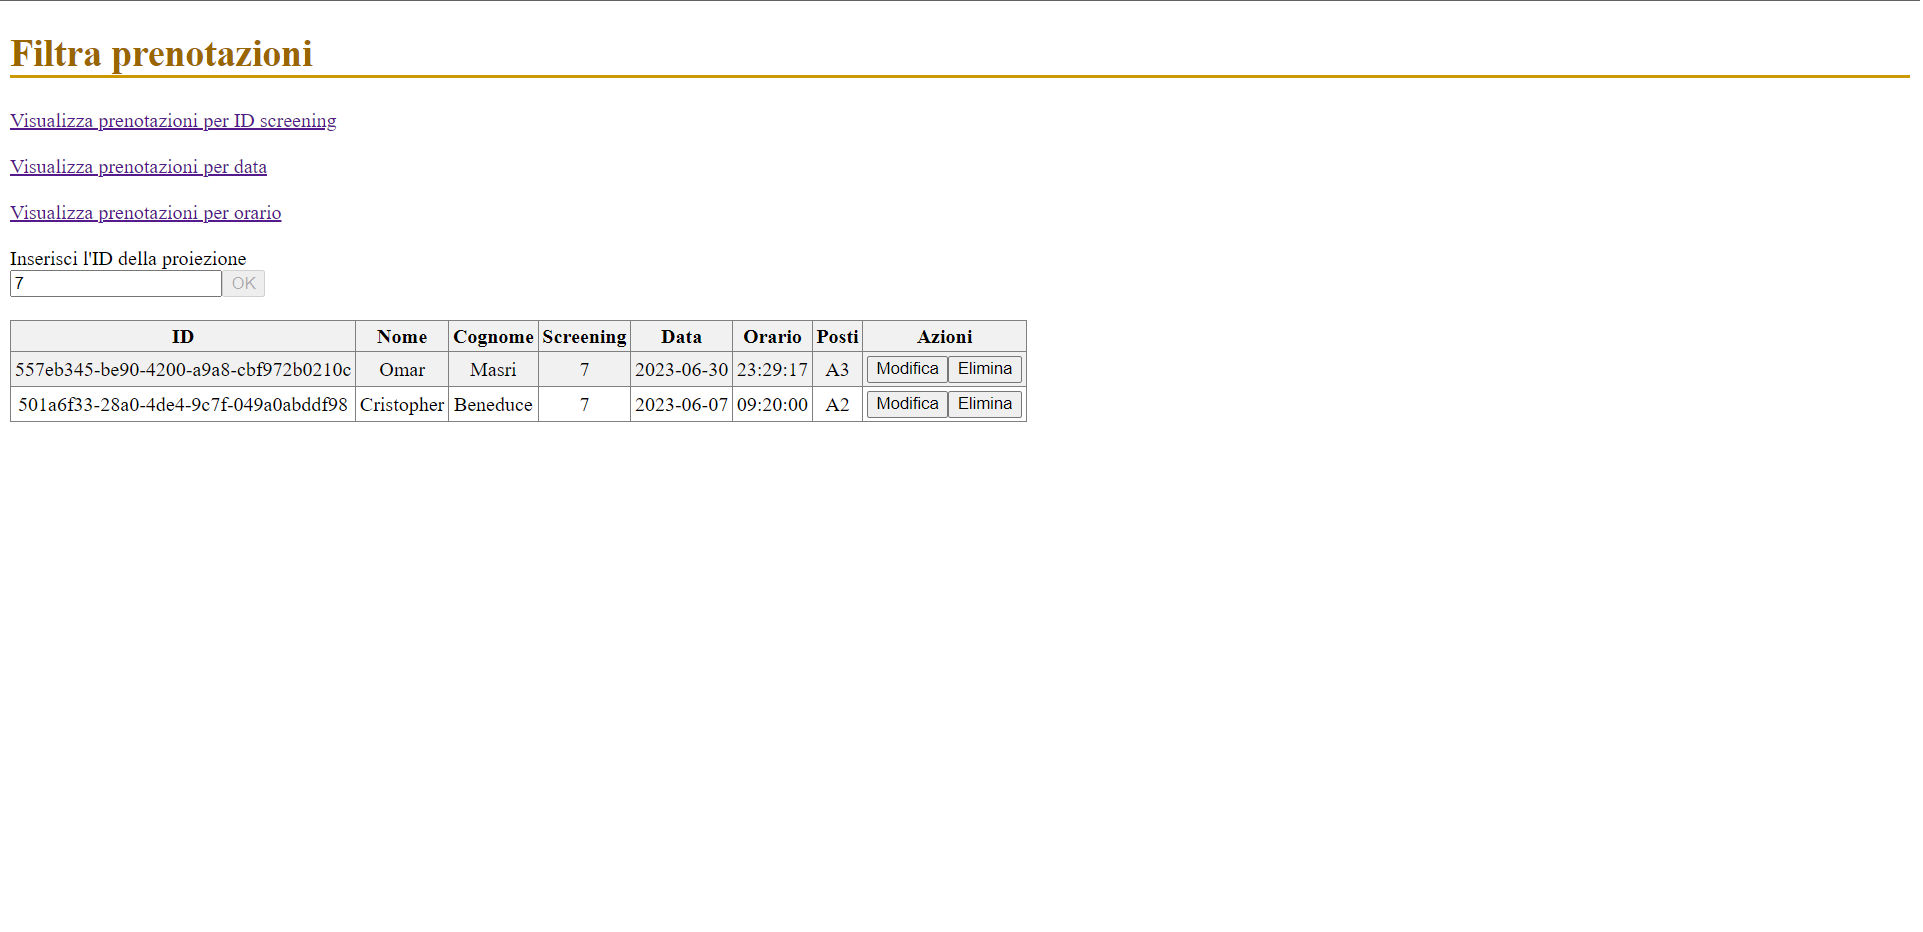 Filtra prenotazioni
Visualizza prenotazioni per ID screening
Visualizza prenotazioni per data
Visualizza prenotazioni per orario
Inserisci l'ID della proiezione
7 OK
ID Nome Cognome Screening Data Orario Posti Azioni
557eb345-be90-4200-a9a8-cbf972b0210c Omar Masri 7 2023-06-30 23:29:17 A3 Modifica Elimina
501a6f33-28a0-4de4-9c7f-049a0abddf98 Cristopher Beneduce 7 2023-06-07 09:20:00 A2 Modifica Elimina